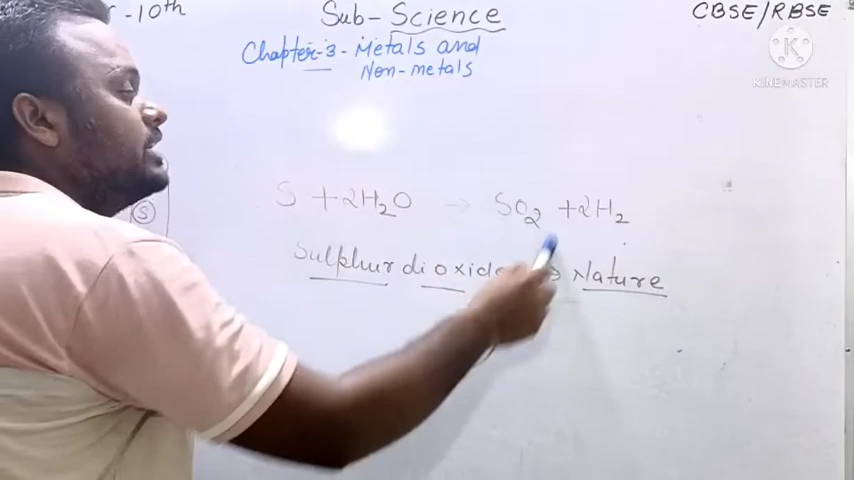 -10th
Sub-Science
CBSE/RBSE
Chapter-3-Metals and
Non-metals
KINEMASTER
S
S + 2H2O → SO2 + 2H2
Sulphur dioxide Nature